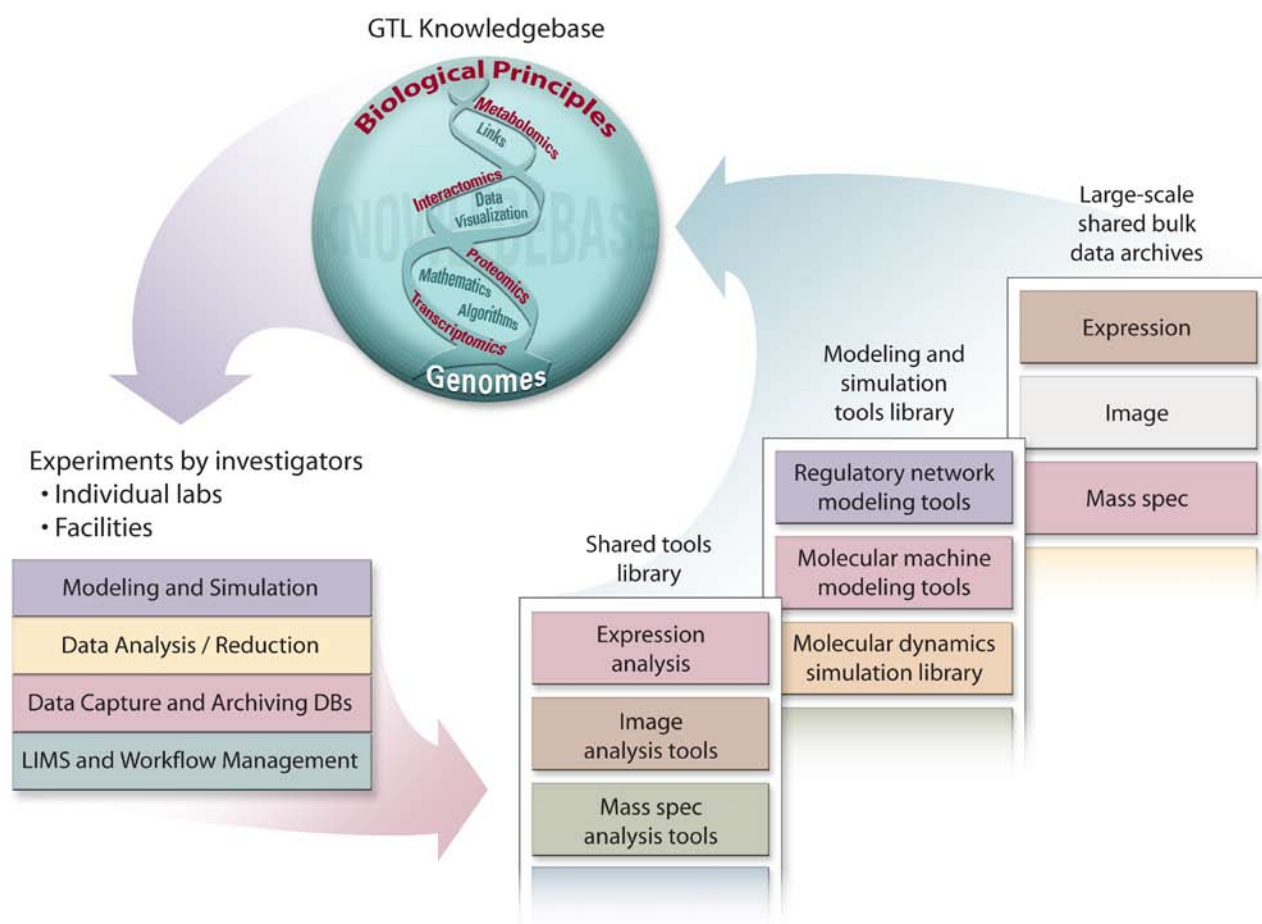 GTL Knowledgebase
Biological Principles
Metabolomics
Links
Interactomics
Data
Visualization
KNOWLEDEBASE
Proteomics
Mathematics
Algorithms
Transcriptomics
Genomes
Experiments by investigators
• Individual labs
• Facilities
Modeling and Simulation
Data Analysis / Reduction
Data Capture and Archiving DBs
LIMS and Workflow Management
Shared tools
library
Expression
analysis
Image
analysis tools
Mass spec
analysis tools
Modeling and
simulation
tools library
Regulatory network
modeling tools
Molecular machine
modeling tools
Molecular dynamics
simulation library
Large-scale
shared bulk
data archives
Expression
Image
Mass spec